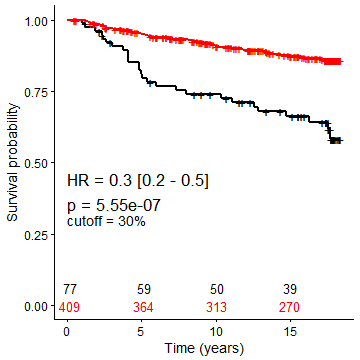 1.00
0.75
0.50
0.25
0.00
Survival probability
HR = 0.3 [0.2 - 0.5]
p = 5.55e-07
cutoff = 30%
77 59 50 39
409 364 313 270
0 5 10 15
Time (years)